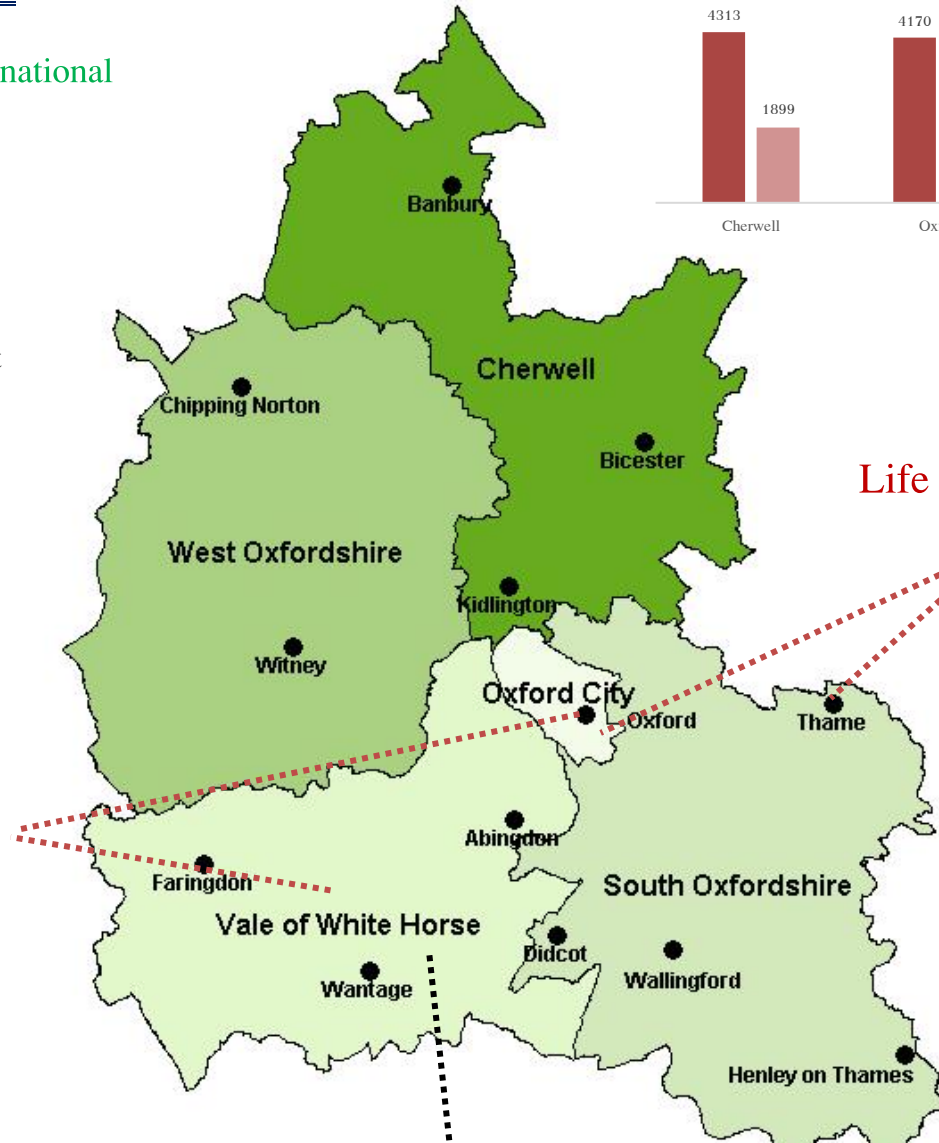 4313
4170
national
1899
Cherwell
Ox
Banbury
Cherwell
Chipping Norton
Bicester
Life
West Oxfordshire
Kidlington
Witney
Oxford City
Oxford
Thame
Abingdon
Faringdon
South Oxfordshire
Vale of White Horse
Didcot
Wallingford
Wantage
Henley on Thames